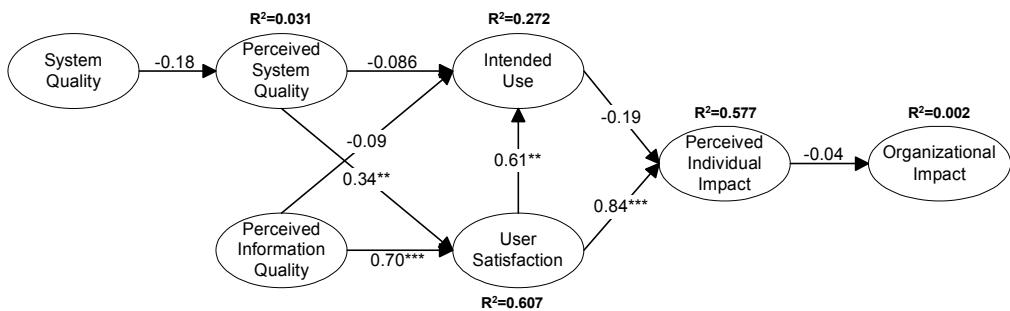 R²=0.031
R²=0.272
System
Quality
-0.18
Perceived
System
Quality
-0.086
Intended
Use
-0.09
0.34**
0.61**
-0.19
R²=0.577
R²=0.002
Perceived
Individual
Impact
-0.04
Organizational
Impact
0.84***
Perceived
Information
Quality
0.70***
User
Satisfaction
R²=0.607